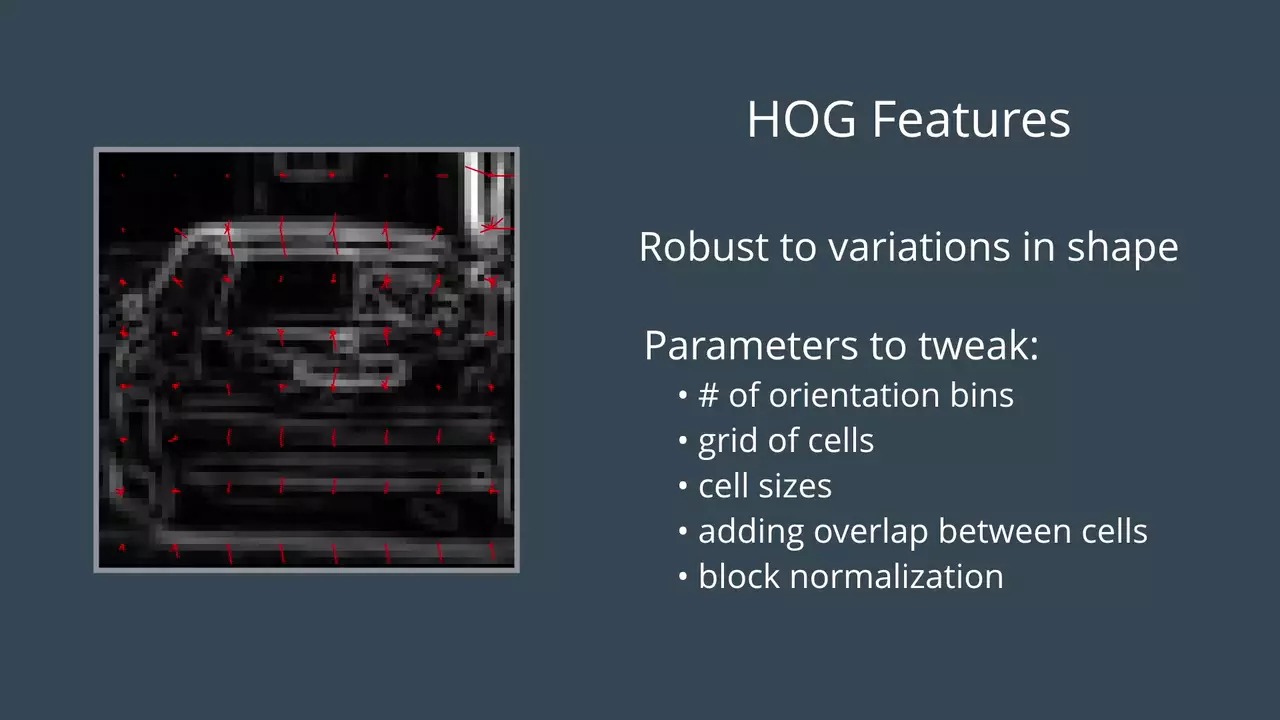 HOG Features
Robust to variations in shape
Parameters to tweak:
• # of orientation bins
• grid of cells
• cell sizes
• adding overlap between cells
• block normalization